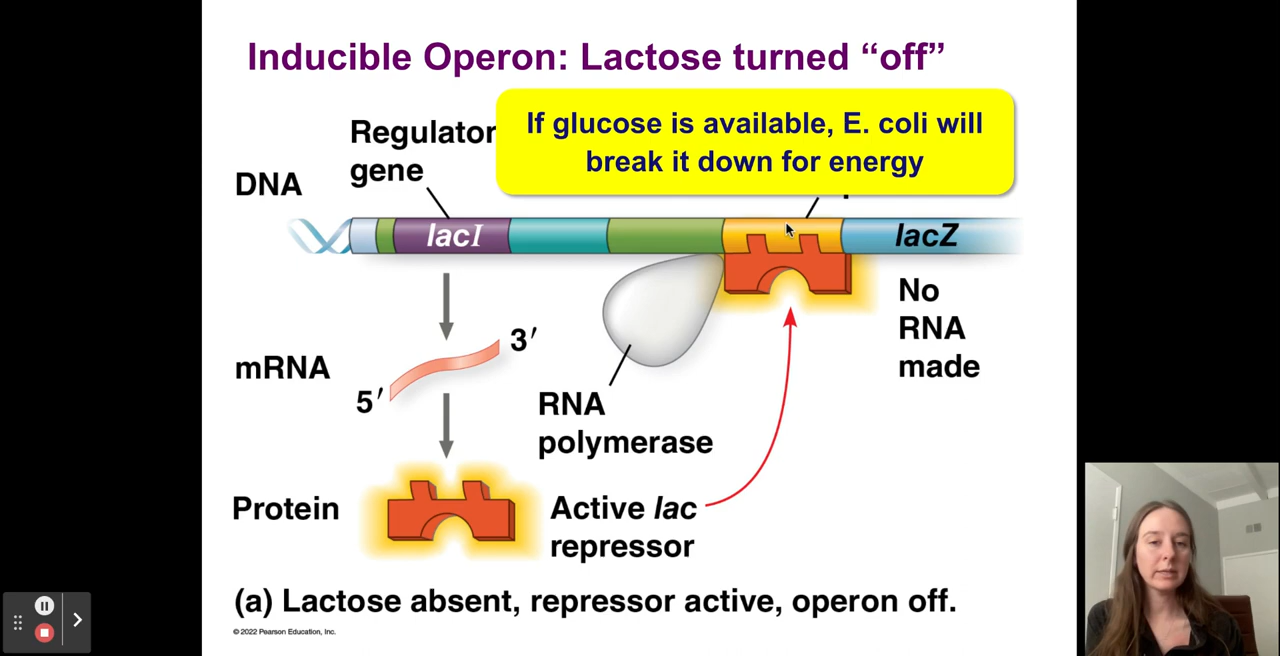 Inducible Operon: Lactose turned “off”
If glucose is available, E. coli will
break it down for energy
Regulator
gene
DNA
lacI
lacZ
No
RNA
made
3′
mRNA
5′
RNA
polymerase
Protein
Active lac
repressor
(a) Lactose absent, repressor active, operon off.
© 2022 Pearson Education, Inc.